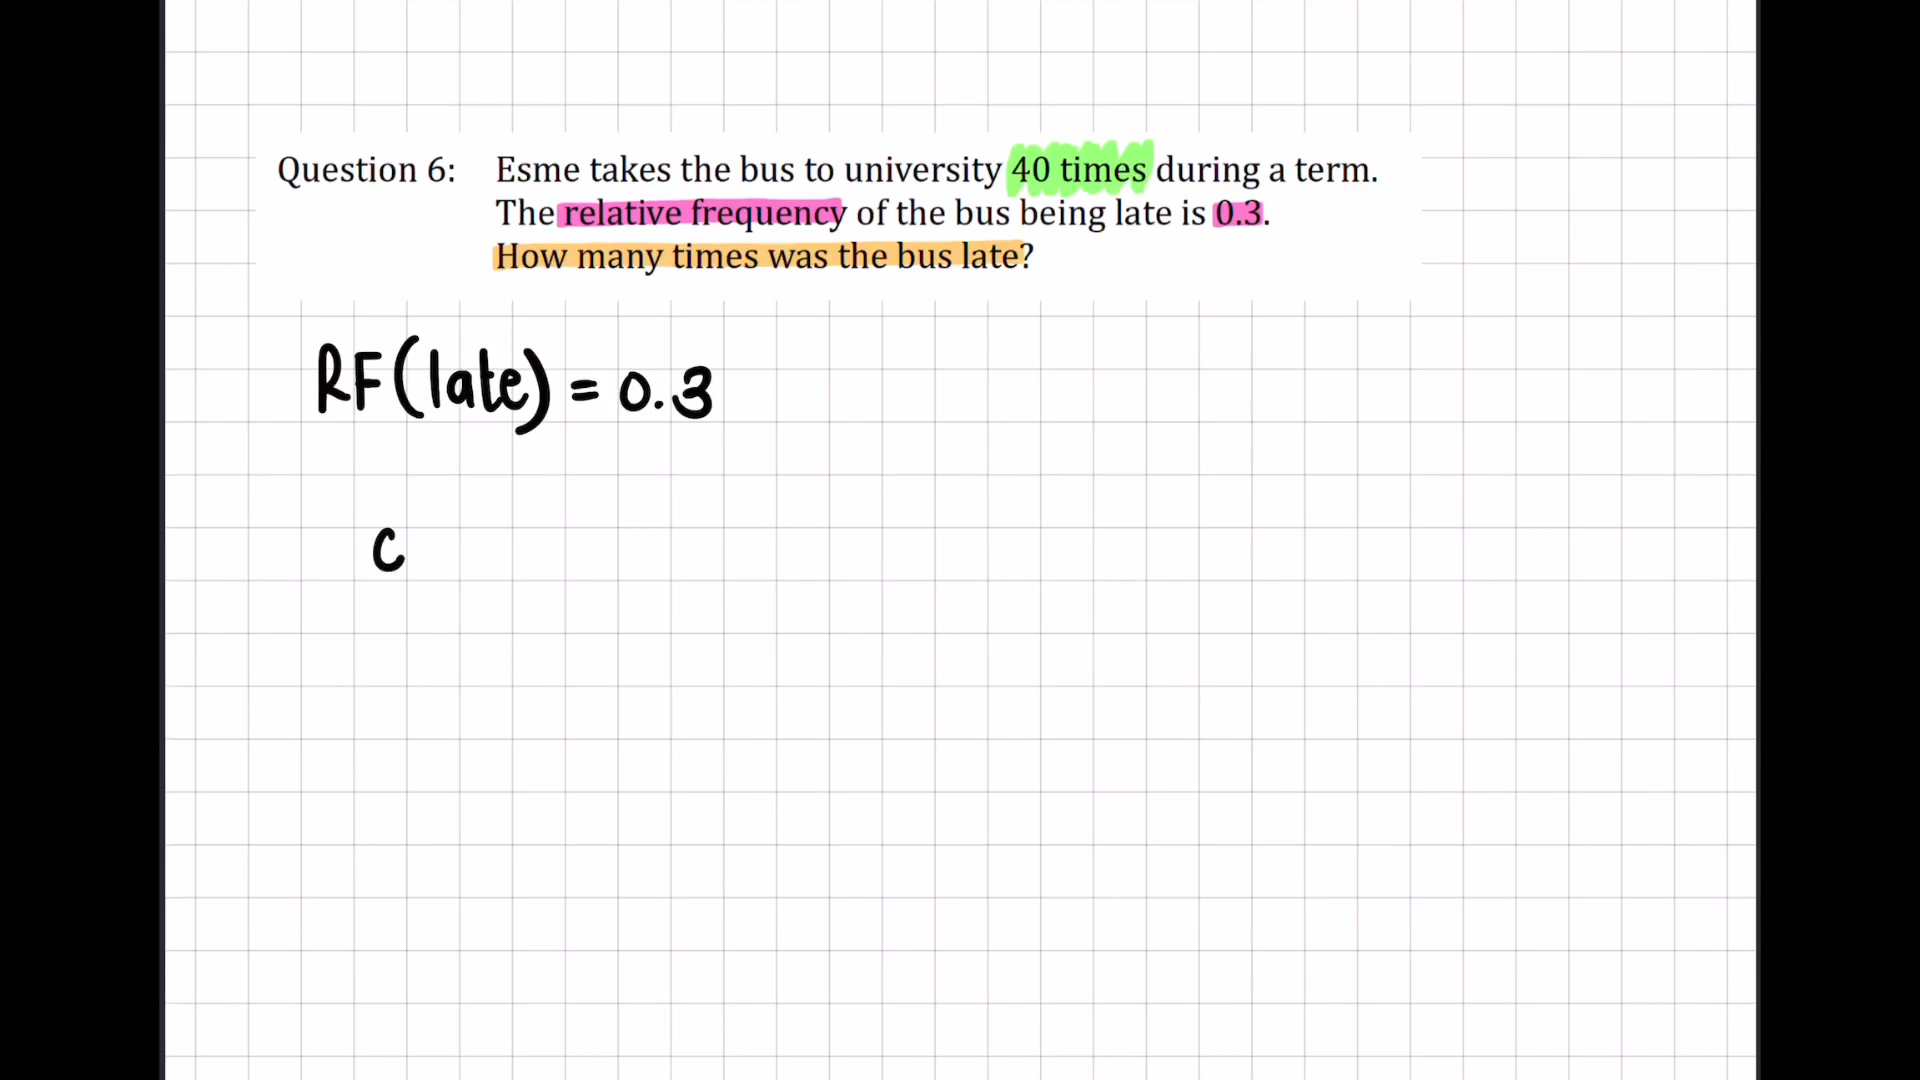 Question 6: Esme takes the bus to university 40 times during a term.
The relative frequency of the bus being late is 0.3.
How many times was the bus late?
RF(late) = 0.3
c